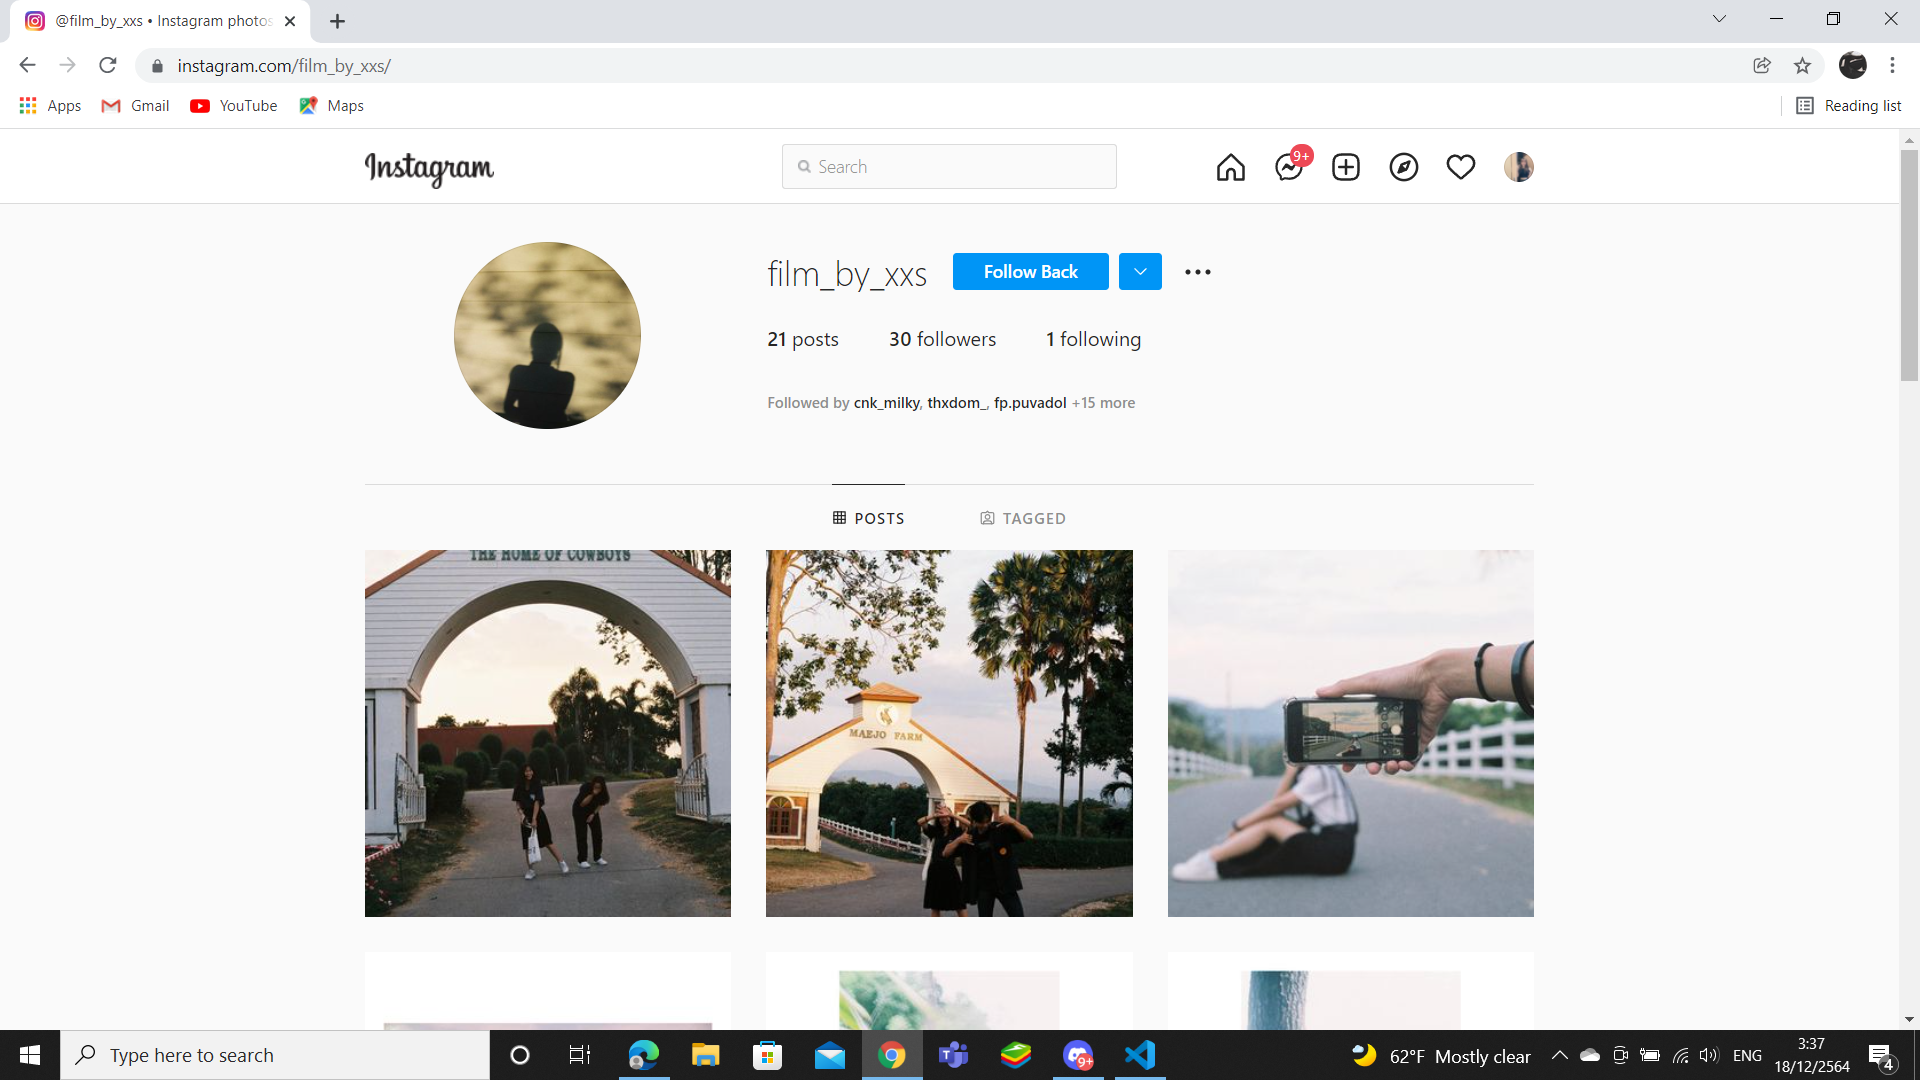 @film_by_xxs • Instagram photos
instagram.com/film_by_xxs/
Apps
Gmail
YouTube
Maps
Reading list
Instagram
Search
9+
film_by_xxs
Follow Back
21 posts
30 followers
1 following
Followed by cnk_milky, thxdom_, fp.puvadol +15 more
POSTS
TAGGED
THE HOME OF COWBOYS
MAEJO FARM
Type here to search
9+
62°F Mostly clear
ENG
3:37
18/12/2564
4